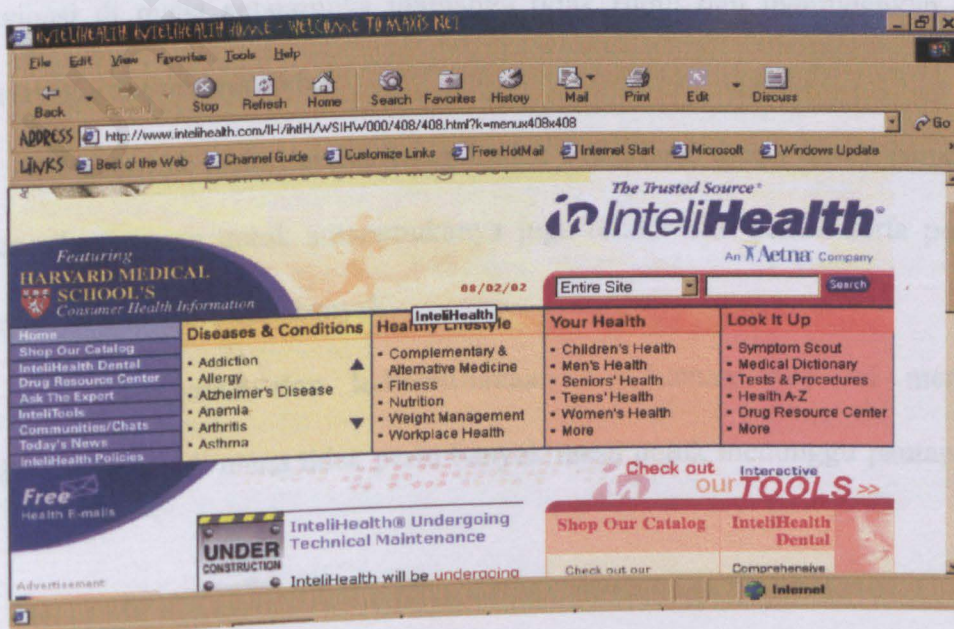 INTELIHEALTH INTELIHEALTH HOME - WELCOME TO MAXIS NET
File Edit View Favorites Tools Help
Back Forward Stop Refresh Home Search Favorites History Mail Print Edit Discuss
ADDRESS http://www.intelihealth.com/IH/ihtIH/WSIHW000/408/408.html?k=menux408x408 Go
LINKS Best of the Web Channel Guide Customize Links Free HotMail Internet Start Microsoft Windows Update
The Trusted Source
InteliHealth®
An Aetna Company
Featuring
HARVARD MEDICAL
SCHOOL'S
Consumer Health Information
08/02/02
Entire Site Search
InteliHealth
Home
Shop Our Catalog
InteliHealth Dental
Drug Resource Center
Ask The Expert
InteliTools
Communities/Chats
Today's News
InteliHealth Policies
Diseases & Conditions
• Addiction
• Allergy
• Alzheimer's Disease
• Anemia
• Arthritis
• Asthma
Healthy Lifestyle
• Complementary &
Alternative Medicine
• Fitness
• Nutrition
• Weight Management
• Workplace Health
Your Health
• Children's Health
• Men's Health
• Seniors' Health
• Teens' Health
• Women's Health
• More
Look It Up
• Symptom Scout
• Medical Dictionary
• Tests & Procedures
• Health A-Z
• Drug Resource Center
• More
Free
Health E-mails
Advertisement
UNDER
CONSTRUCTION
InteliHealth® Undergoing
Technical Maintenance
InteliHealth will be undergoing
Check out Interactive
our TOOLS >>
Shop Our Catalog
Check out our
InteliHealth
Dental
Comprehensive
Internet